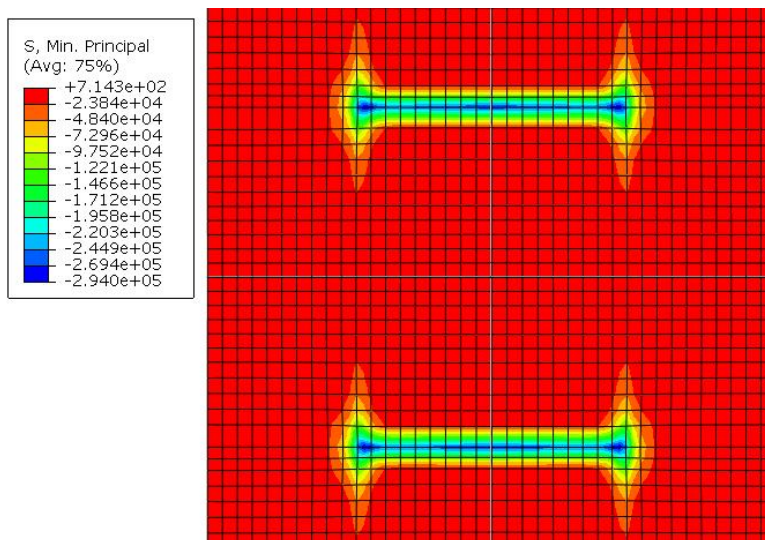 S, Min. Principal
(Avg: 75%)
+7.143e+02
-2.384e+04
-4.840e+04
-7.296e+04
-9.752e+04
-1.221e+05
-1.466e+05
-1.712e+05
-1.958e+05
-2.203e+05
-2.449e+05
-2.694e+05
-2.940e+05